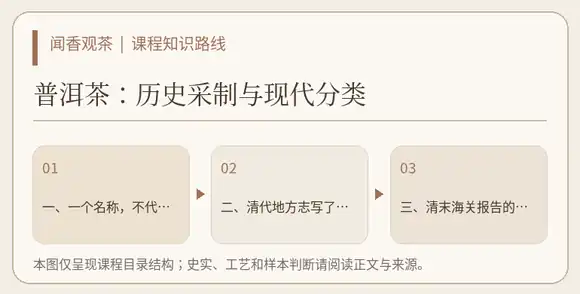 闻香观茶｜课程知识路线
普洱茶：历史采制与现代分类
01
一、一个名称，不代…
02
二、清代地方志写了…
03
三、清末海关报告的…
本图仅呈现课程目录结构；史实、工艺和样本判断请阅读正文与来源。